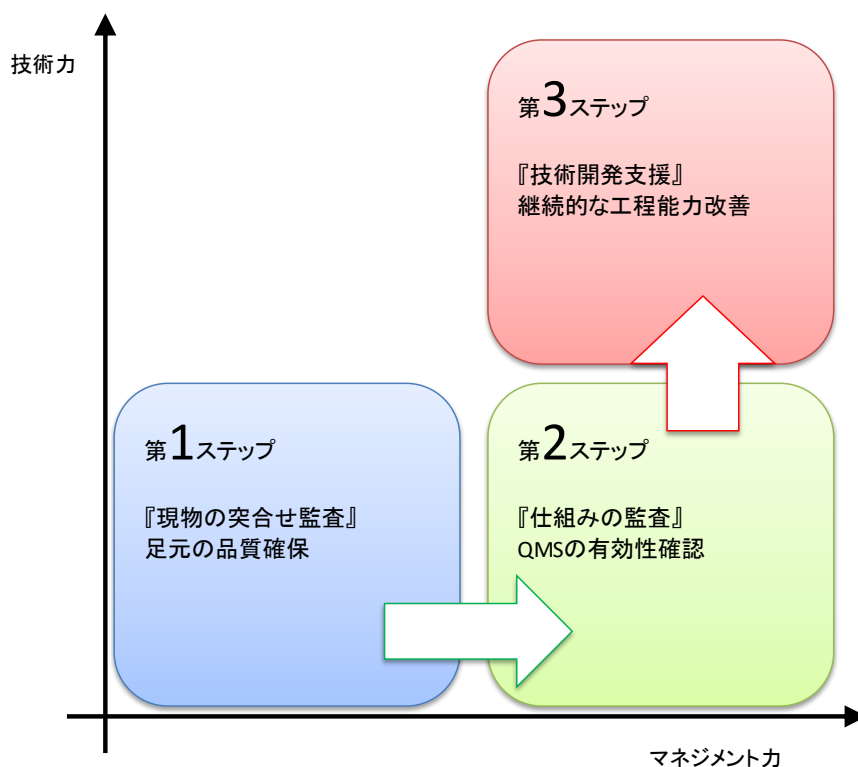 技術力
第3ステップ
『技術開発支援』
継続的な工程能力改善
第1ステップ
『現物の突合せ監査』
足元の品質確保
第2ステップ
『仕組みの監査』
QMSの有効性確認
マネジメント力